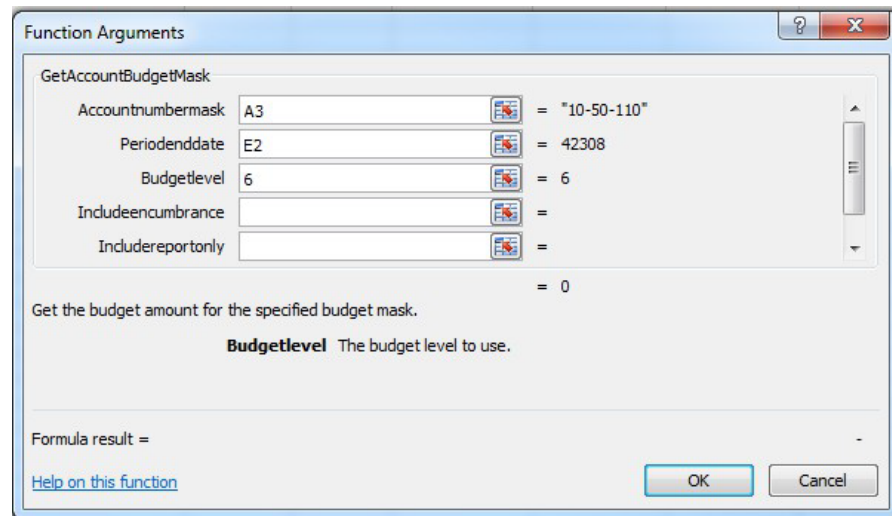 Function Arguments
GetAccountBudgetMask
Accountnumbermask A3 = "10-50-110"
Periodenddate E2 = 42308
Budgetlevel 6 = 6
Includeencumbrance =
Includereportonly =
= 0
Get the budget amount for the specified budget mask.
Budgetlevel The budget level to use.
Formula result = -
Help on this function OK Cancel